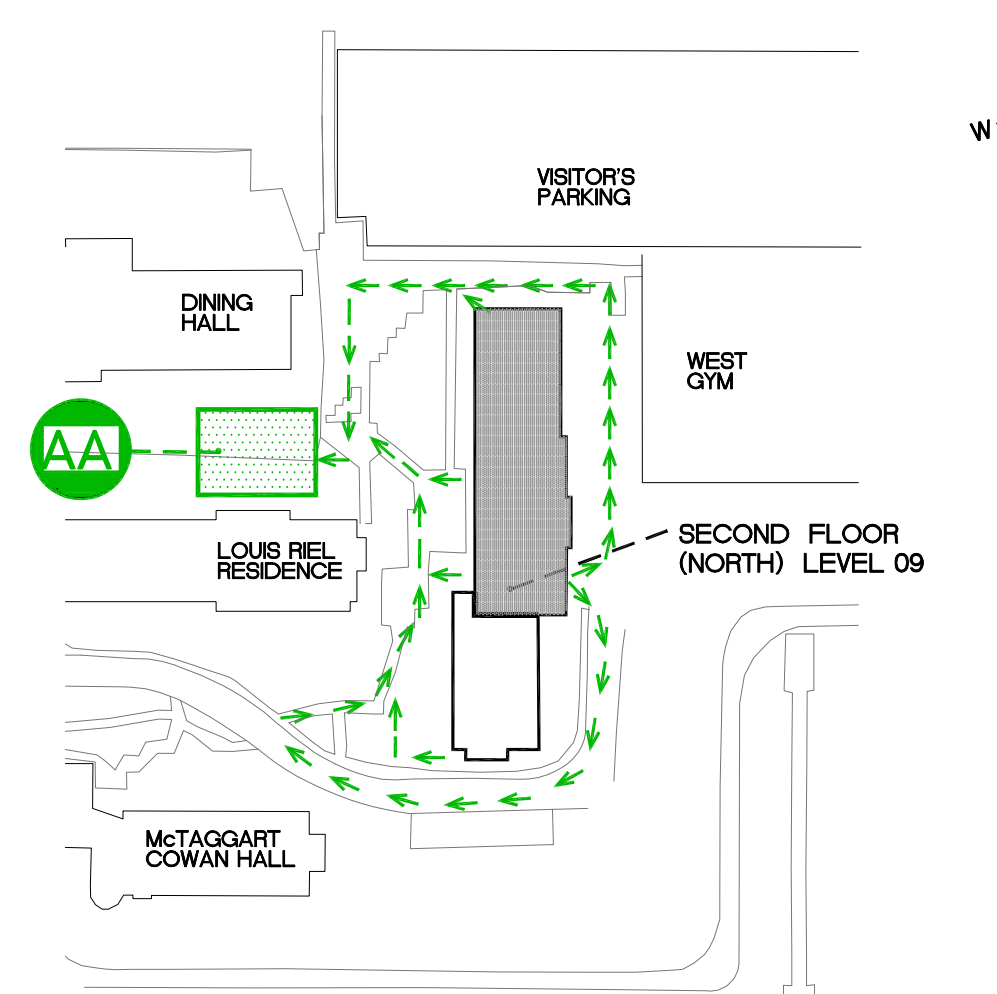 W
VISITOR'S
PARKING
DINING
HALL
WEST
GYM
AA
SECOND FLOOR
(NORTH) LEVEL 09
LOUIS RIEL
RESIDENCE
McTAGGART
COWAN HALL